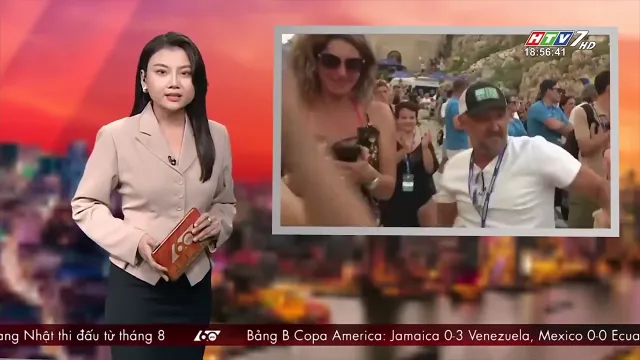 HTV7 HD
18:56:41
ang Nhật thi đấu từ tháng 8
60
Bảng B Copa America: Jamaica 0-3 Venezuela, Mexico 0-0 Ecua